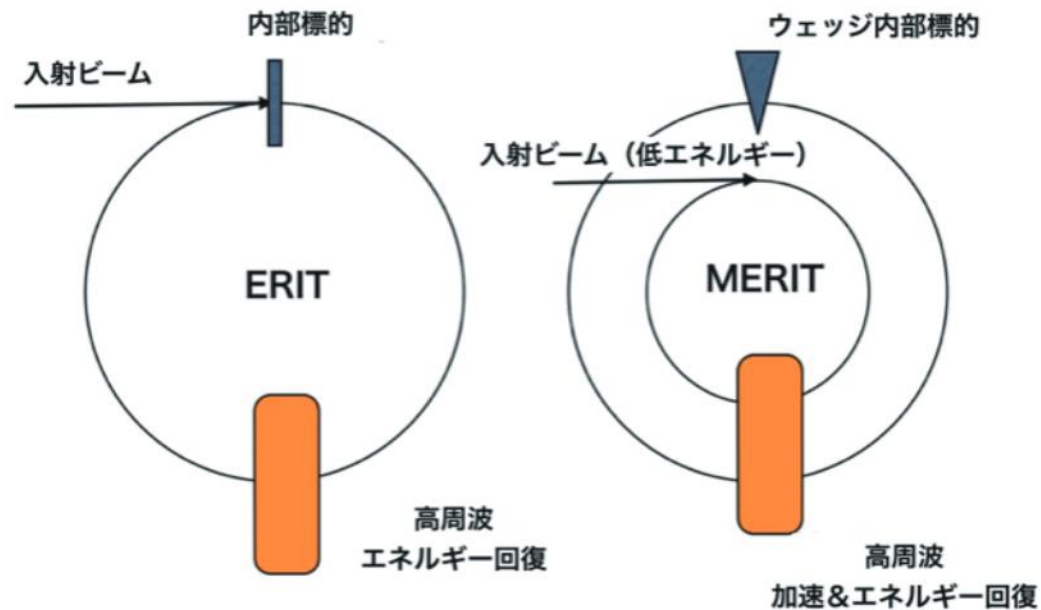 内部標的
入射ビーム
ERIT
高周波
エネルギー回復
ウェッジ内部標的
入射ビーム（低エネルギー）
MERIT
高周波
加速&エネルギー回復